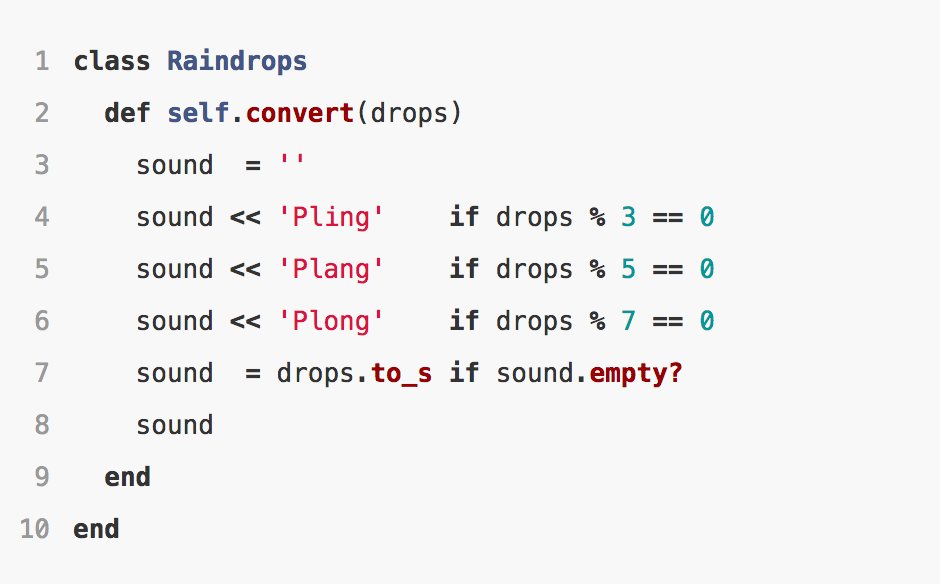 1 class Raindrops
2   def self.convert(drops)
3     sound  = ''
4     sound << 'Pling'    if drops % 3 == 0
5     sound << 'Plang'    if drops % 5 == 0
6     sound << 'Plong'    if drops % 7 == 0
7     sound  = drops.to_s if sound.empty?
8     sound
9   end
10 end